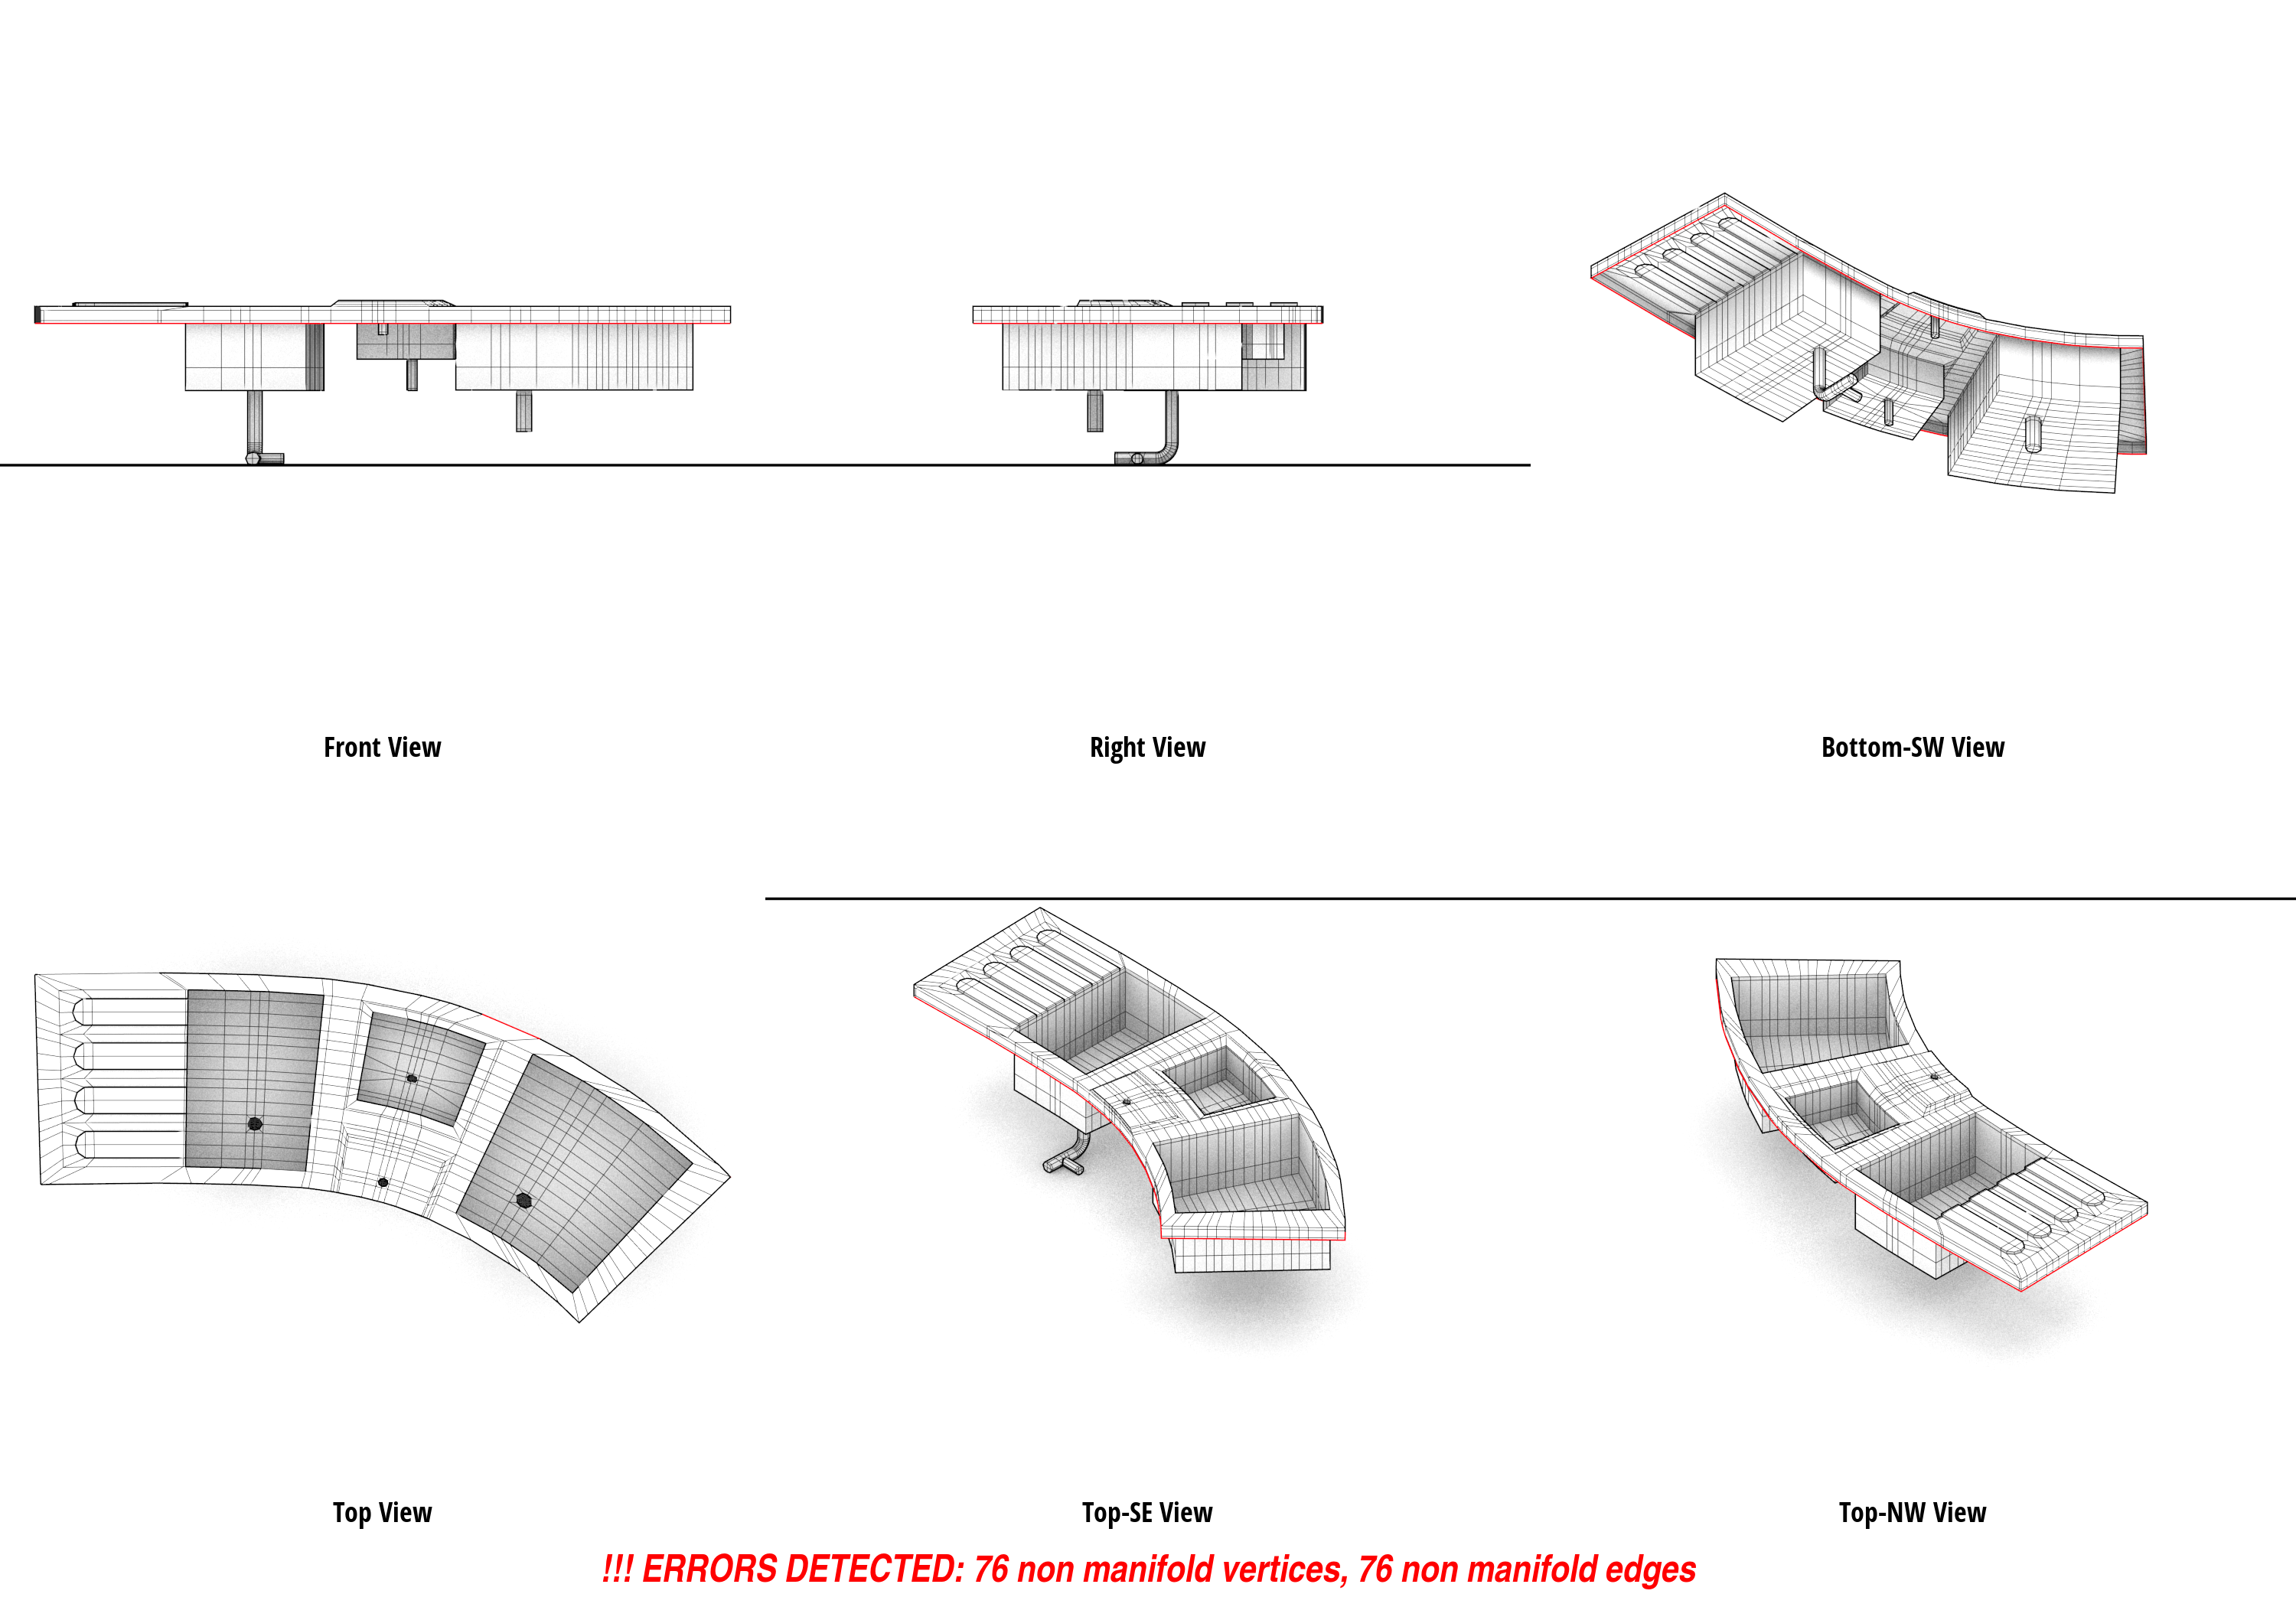 Front View
Right View
Bottom-SW View
Top View
Top-SE View
Top-NW View
!!! ERRORS DETECTED: 76 non manifold vertices, 76 non manifold edges